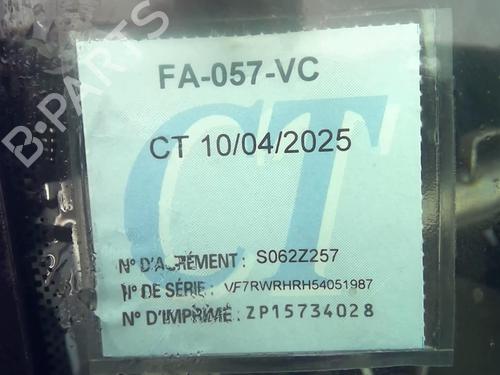 FA-057-VC
CT 10/04/2025
CT
N° D'AGRÉMENT : S062Z257
N° DE SÉRIE : VF7RWRHRH54051987
N° D'IMPRIMÉ : ZP15734028
B-PARTS